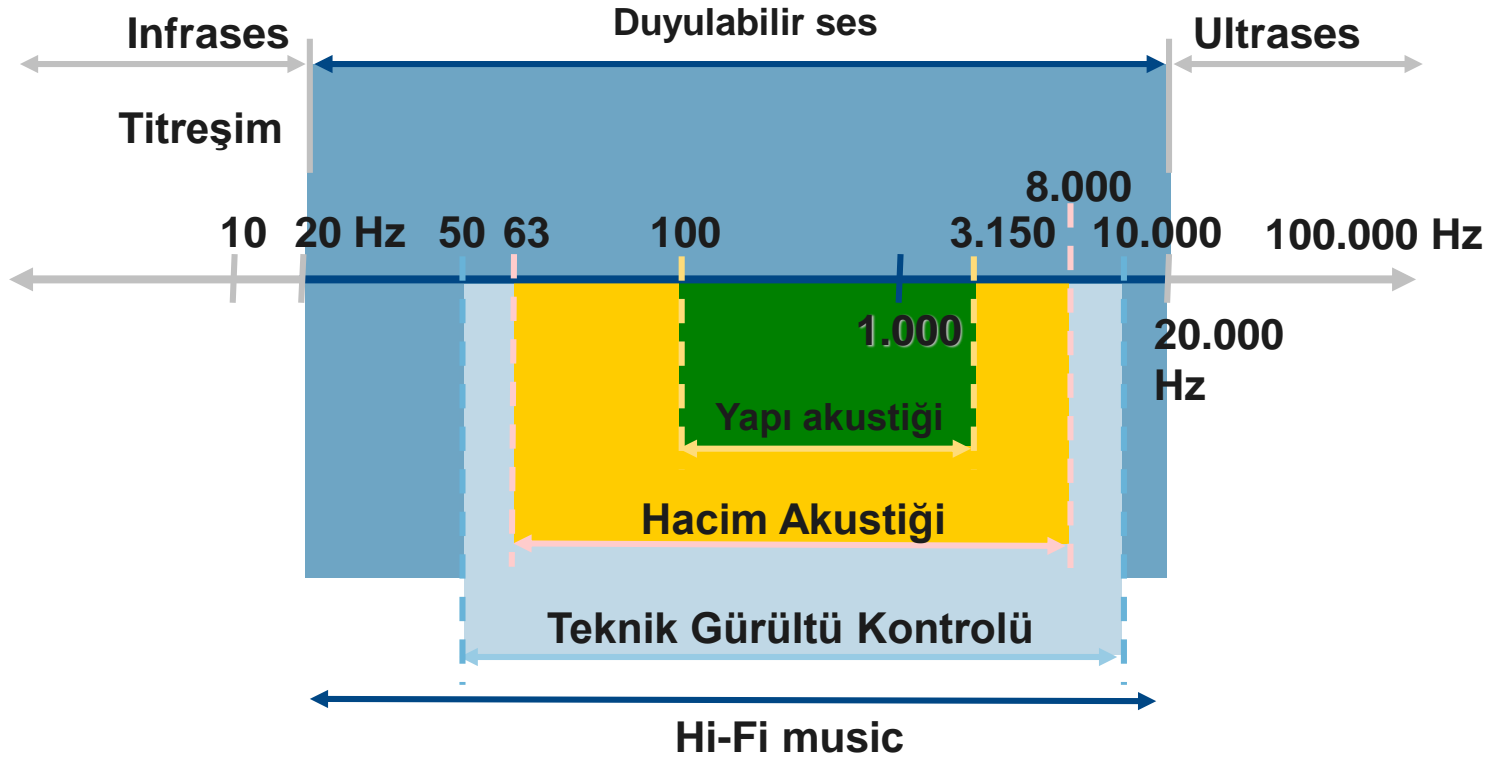 Infrases
Duyulabilir ses
Ultrases
Titreşim
8.000
10 20 Hz 50 63 100 3.150 10.000 100.000 Hz
1.000
20.000
Hz
Yapı akustiği
Hacim Akustiği
Teknik Gürültü Kontrolü
Hi-Fi music